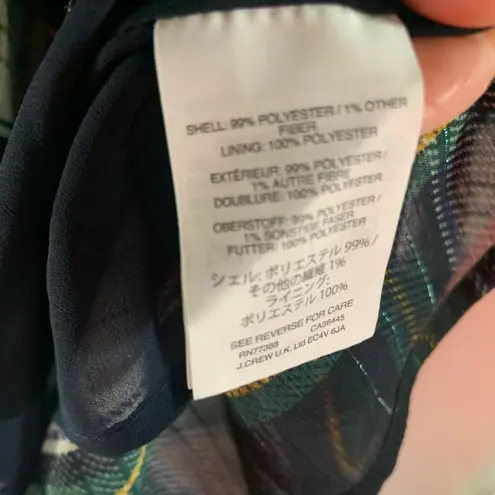 SHELL: 99% POLYESTER / 1% OTHER
FIBER
LINING: 100% POLYESTER
EXTÉRIEUR: 99% POLYESTER /
1% AUTRE FIBRE
DOUBLURE: 100% POLYESTER
OBERSTOFF: 99% POLYESTER /
1% SONSTIGE FASER
FUTTER: 100% POLYESTER
シェル: ポリエステル 99% /
その他の繊維 1%
ライニング:
ポリエステル 100%
SEE REVERSE FOR CARE
RN77388 CA56445
J.CREW U.K. Ltd EC4V 6JA